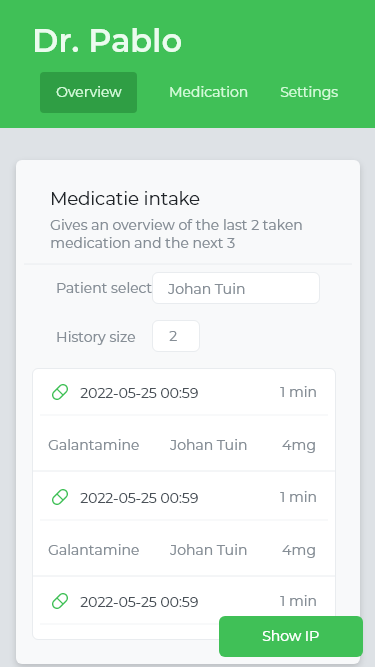 Dr. Pablo
Overview Medication Settings
Medicatie intake
Gives an overview of the last 2 taken
medication and the next 3
Patient select Johan Tuin
History size 2
2022-05-25 00:59 1 min
Galantamine Johan Tuin 4mg
2022-05-25 00:59 1 min
Galantamine Johan Tuin 4mg
2022-05-25 00:59 1 min
Show IP